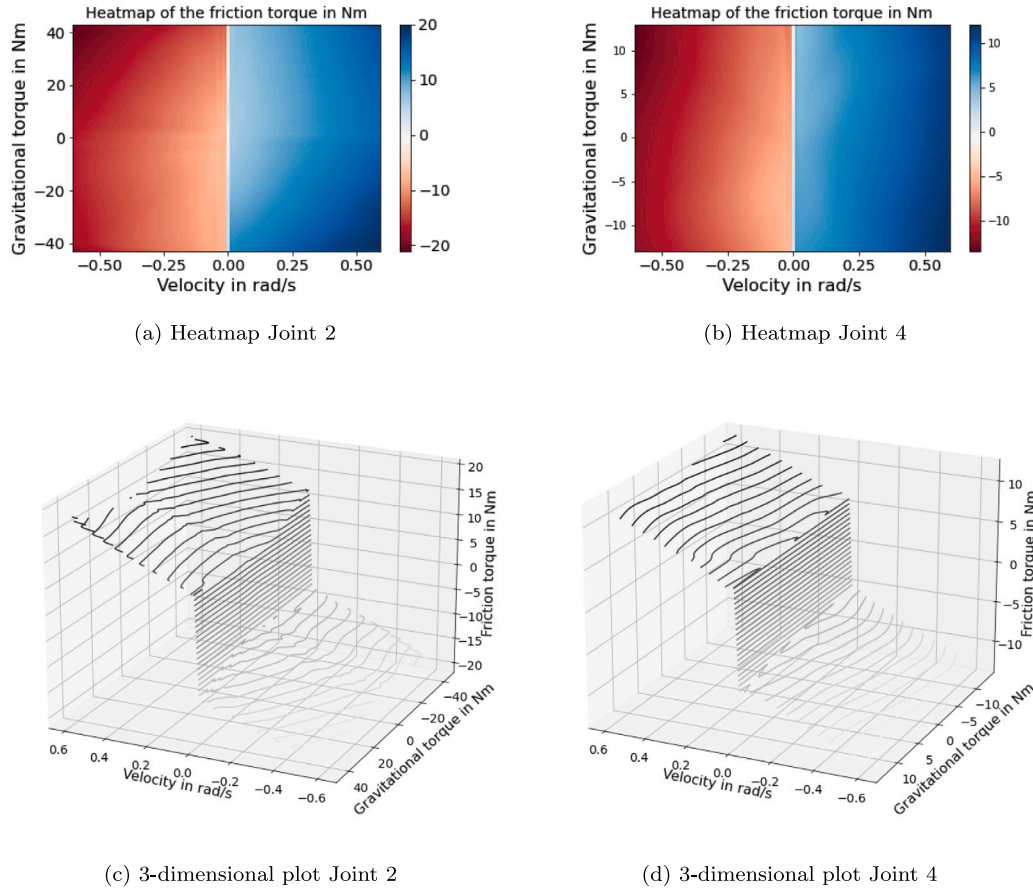 Heatmap of the friction torque in Nm
Gravitational torque in Nm
40
20
0
−20
−40
−0.50 −0.25 0.00 0.25 0.50
Velocity in rad/s
20
10
0
−10
−20
(a) Heatmap Joint 2
Heatmap of the friction torque in Nm
Gravitational torque in Nm
10
5
0
−5
−10
−0.50 −0.25 0.00 0.25 0.50
Velocity in rad/s
10
5
0
−5
−10
(b) Heatmap Joint 4
20
15
10
5
0
−5
−10
−15
−20
Friction torque in Nm
−40
−20
0
20
40
Gravitational torque in Nm
0.6 0.4 0.2 0.0 −0.2 −0.4 −0.6
Velocity in rad/s
(c) 3-dimensional plot Joint 2
10
5
0
−5
−10
Friction torque in Nm
−10
−5
0
5
10
Gravitational torque in Nm
0.6 0.4 0.2 0.0 −0.2 −0.4 −0.6
Velocity in rad/s
(d) 3-dimensional plot Joint 4